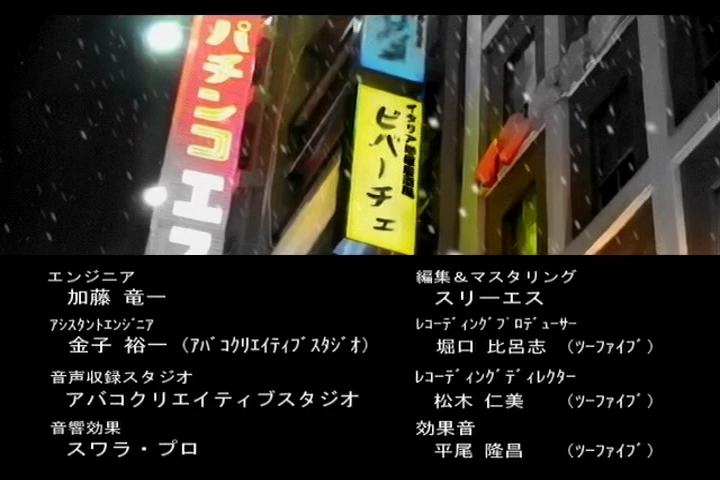 パチンコ
エス
イタリア
ビバーチェ
エンジニア
加藤 竜一
ｱｼｽﾀﾝﾄｴﾝｼﾞﾆｱ
金子 裕一 （ｱﾊﾞｺｸﾘｴｲﾃｨﾌﾞｽﾀｼﾞｵ）
音声収録スタジオ
アバコクリエイティブスタジオ
音響効果
スワラ・プロ
編集＆マスタリング
スリーエス
ﾚｺｰﾃﾞｨﾝｸﾞﾌﾟﾛﾃﾞｭｰｻｰ
堀口 比呂志 （ﾂｰﾌｧｲﾌﾞ）
ﾚｺｰﾃﾞｨﾝｸﾞﾃﾞｨﾚｸﾀｰ
松木 仁美 （ﾂｰﾌｧｲﾌﾞ）
効果音
平尾 隆昌 （ﾂｰﾌｧｲﾌﾞ）